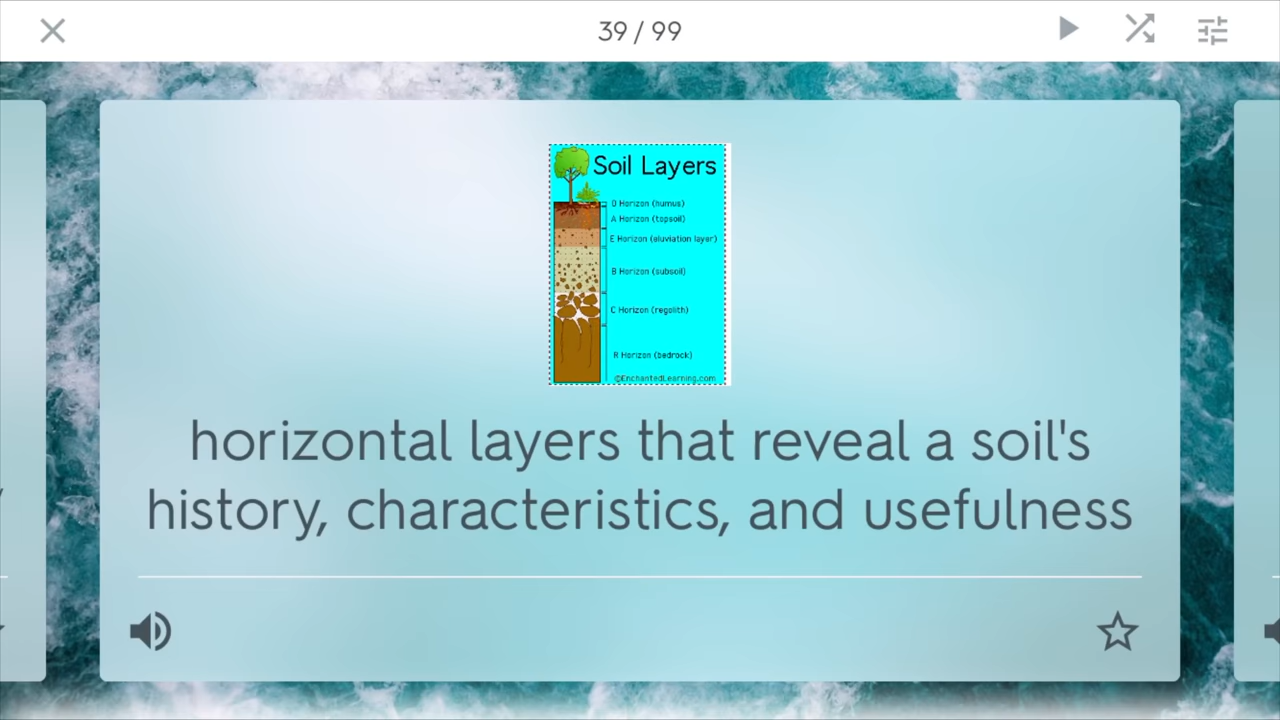 39 / 99
Soil Layers
O Horizon (humus)
A Horizon (topsoil)
E Horizon (eluviation layer)
B Horizon (subsoil)
C Horizon (regolith)
R Horizon (bedrock)
©EnchantedLearning.com
horizontal layers that reveal a soil's
history, characteristics, and usefulness